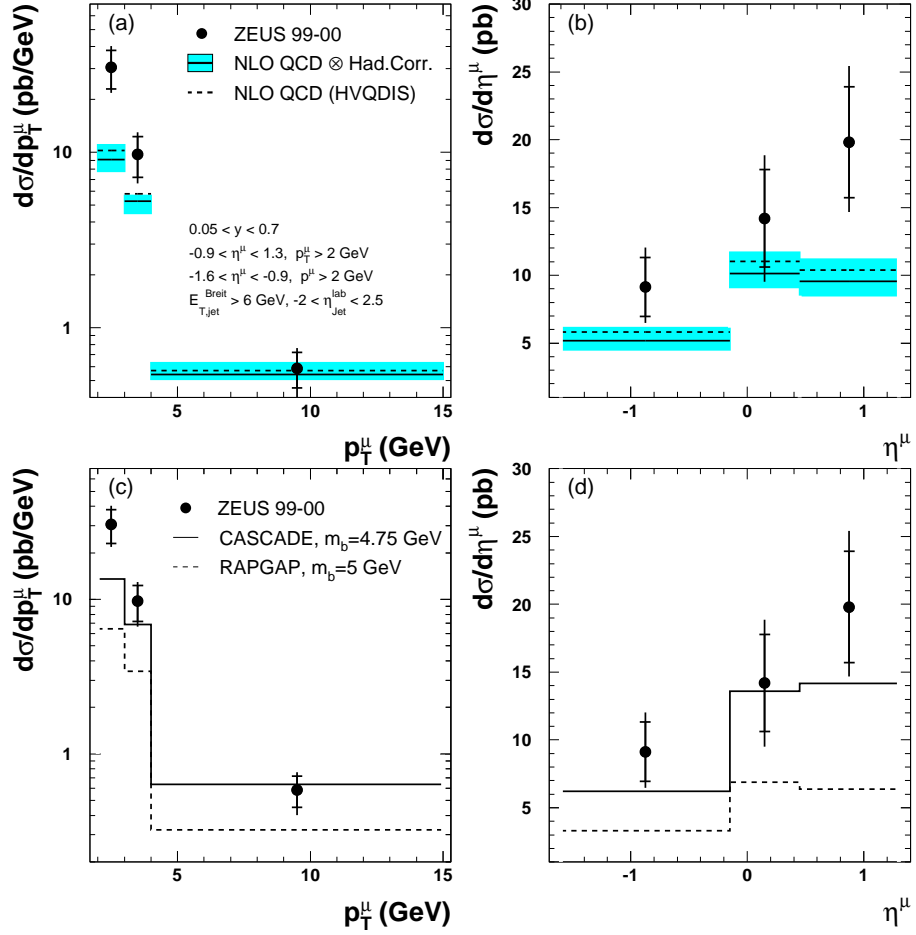 dσ/dp_T^μ (pb/GeV)
(a)
ZEUS 99-00
NLO QCD ⊗ Had.Corr.
NLO QCD (HVQDIS)
0.05 < y < 0.7
-0.9 < η^μ < 1.3, p_T^μ > 2 GeV
-1.6 < η^μ < -0.9, p^μ > 2 GeV
E_T,jet^Breit > 6 GeV, -2 < η_Jet^lab < 2.5
10
1
5 10 15
p_T^μ (GeV)
dσ/dη^μ (pb)
(b)
30
25
20
15
10
5
-1 0 1
η^μ
dσ/dp_T^μ (pb/GeV)
(c)
ZEUS 99-00
CASCADE, m_b=4.75 GeV
RAPGAP, m_b=5 GeV
10
1
5 10 15
p_T^μ (GeV)
dσ/dη^μ (pb)
(d)
30
25
20
15
10
5
-1 0 1
η^μ